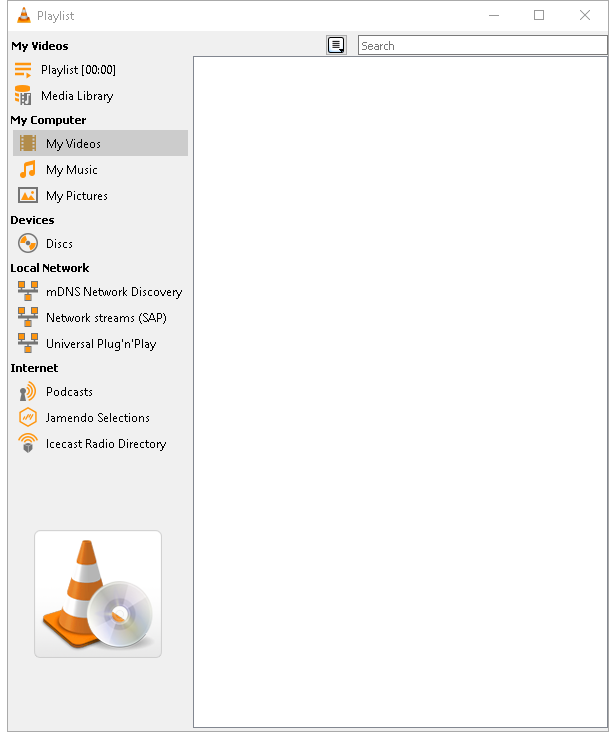 Playlist
My Videos
Search
Playlist [00:00]
Media Library
My Computer
My Videos
My Music
My Pictures
Devices
Discs
Local Network
mDNS Network Discovery
Network streams (SAP)
Universal Plug'n'Play
Internet
Podcasts
Jamendo Selections
Icecast Radio Directory